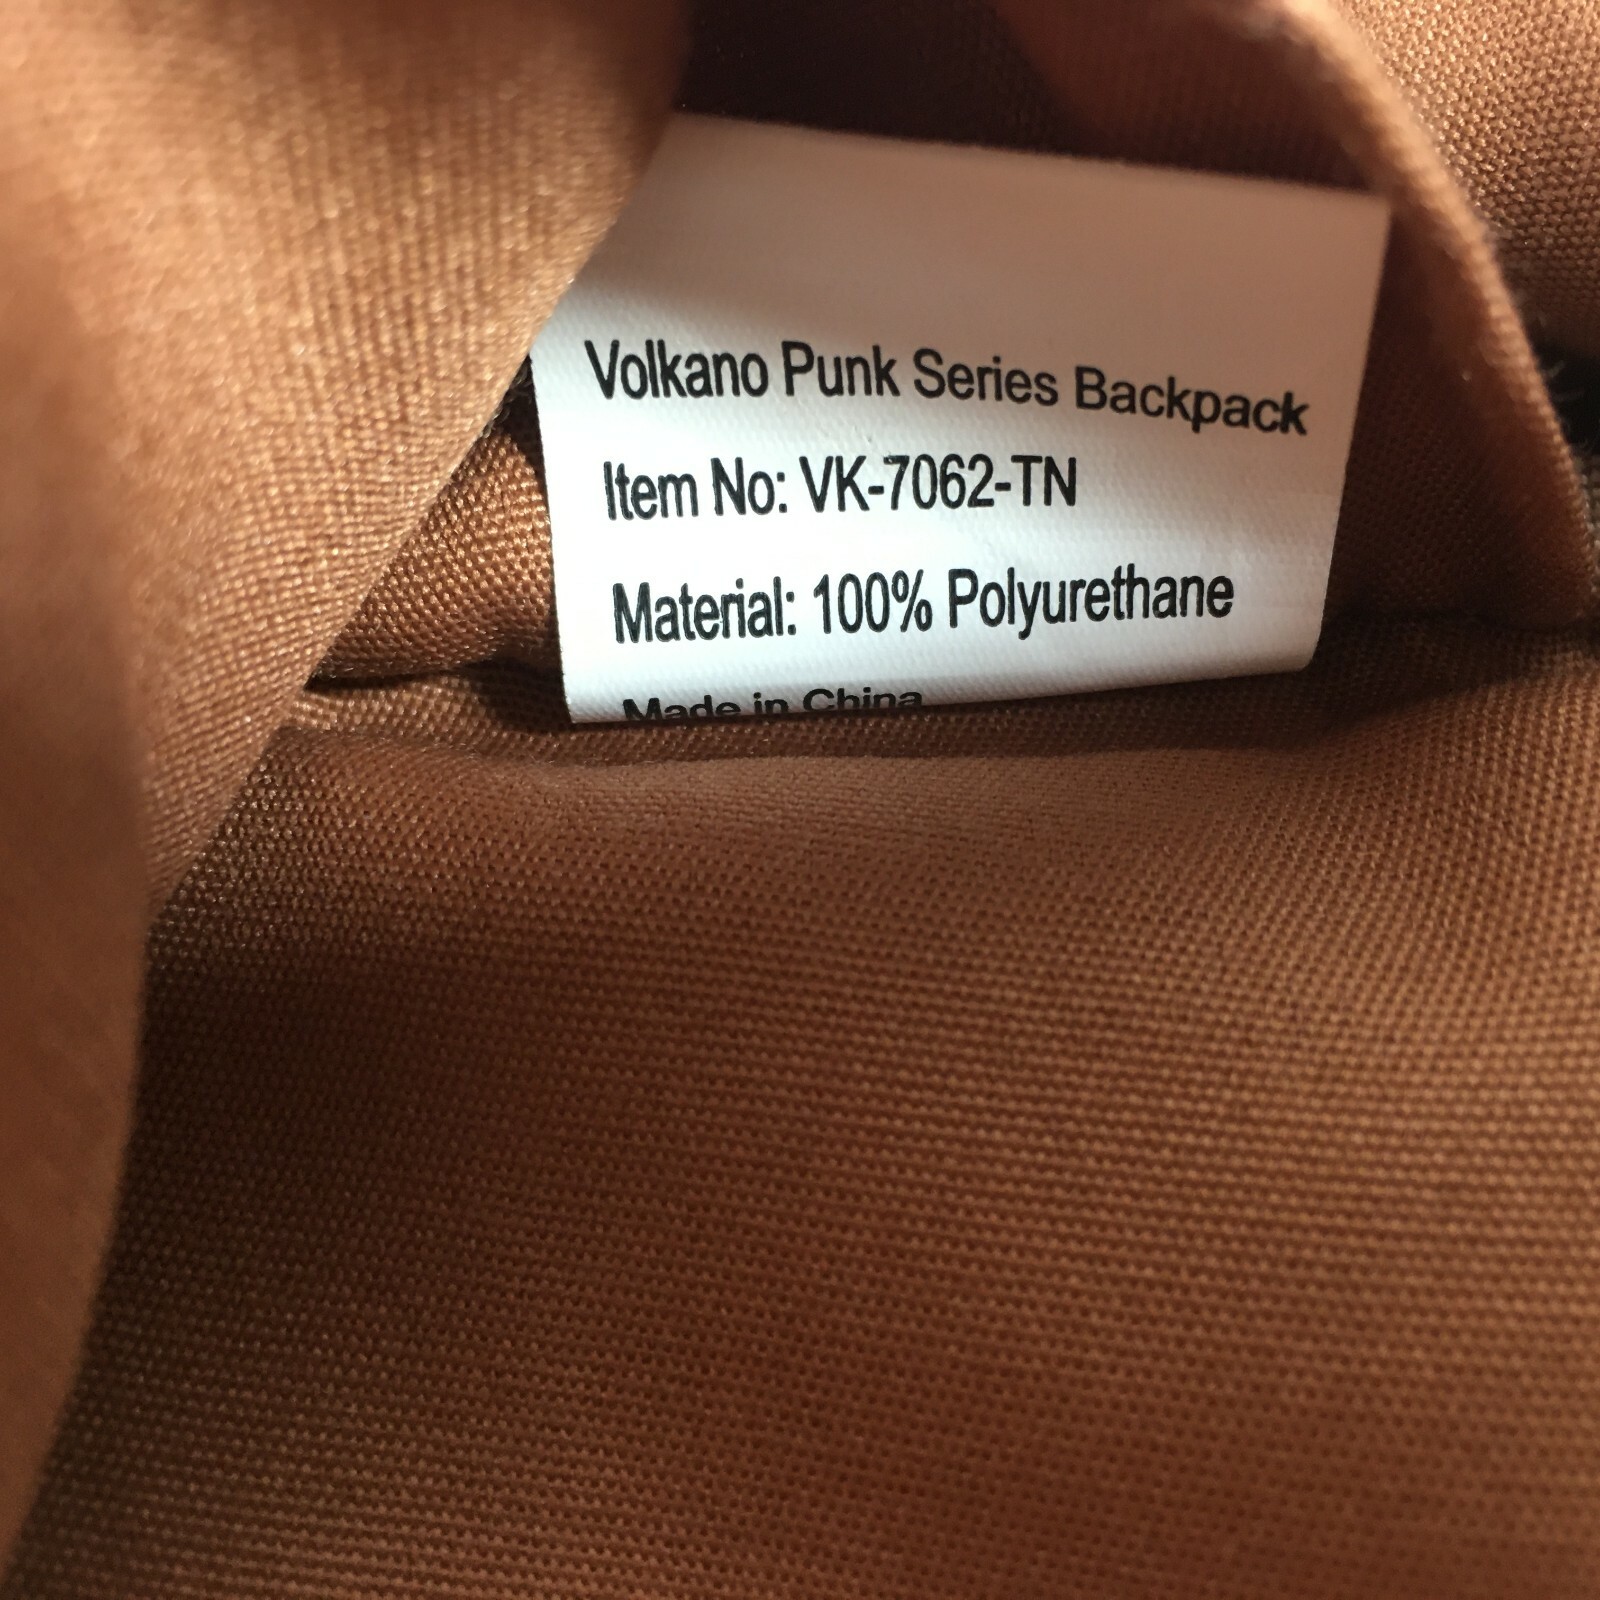 Volkano Punk Series Backpack
Item No: VK-7062-TN
Material: 100% Polyurethane
Made in China